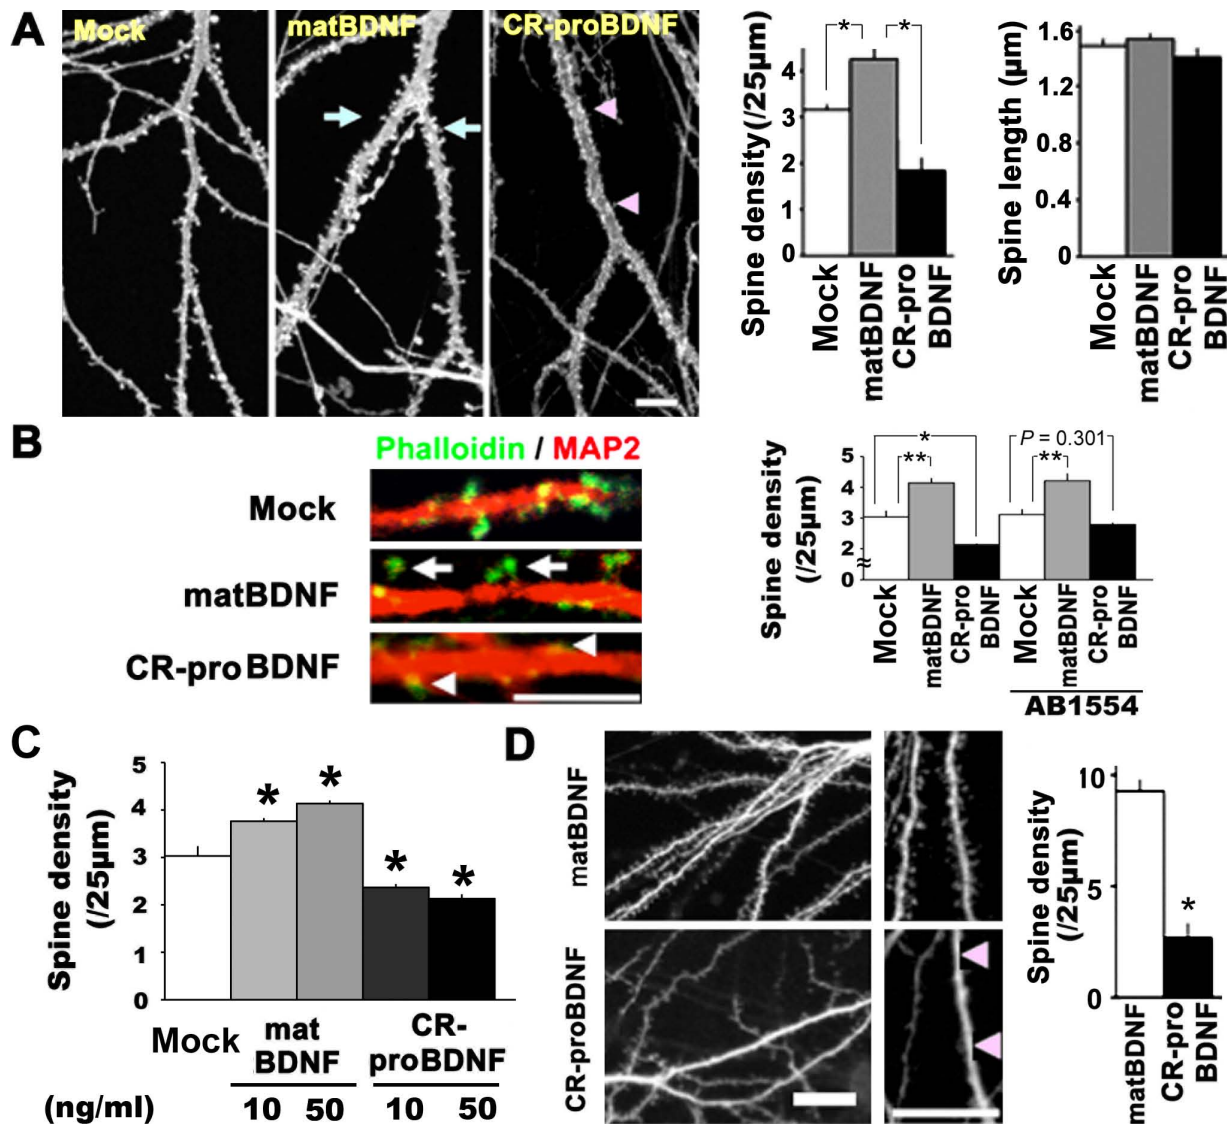 A
Mock
matBDNF
CR-proBDNF
Spine density(/25μm)
4
3
2
1
0
*
*
Mock
matBDNF
CR-pro
BDNF
Spine length (μm)
1.6
1.2
0.8
0.4
0
Mock
matBDNF
CR-pro
BDNF
B
Phalloidin / MAP2
Mock
matBDNF
CR-proBDNF
Spine density
(/25μm)
5
4
3
2
0
≈
*
**
P = 0.301
**
Mock
matBDNF
CR-pro
BDNF
Mock
matBDNF
CR-pro
BDNF
AB1554
C
Spine density
(/25μm)
5
4
3
2
1
0
*
*
*
*
Mock
mat
BDNF
CR-
proBDNF
(ng/ml)
10
50
10
50
D
matBDNF
CR-proBDNF
Spine density
(/25μm)
10
5
0
*
matBDNF
CR-pro
BDNF